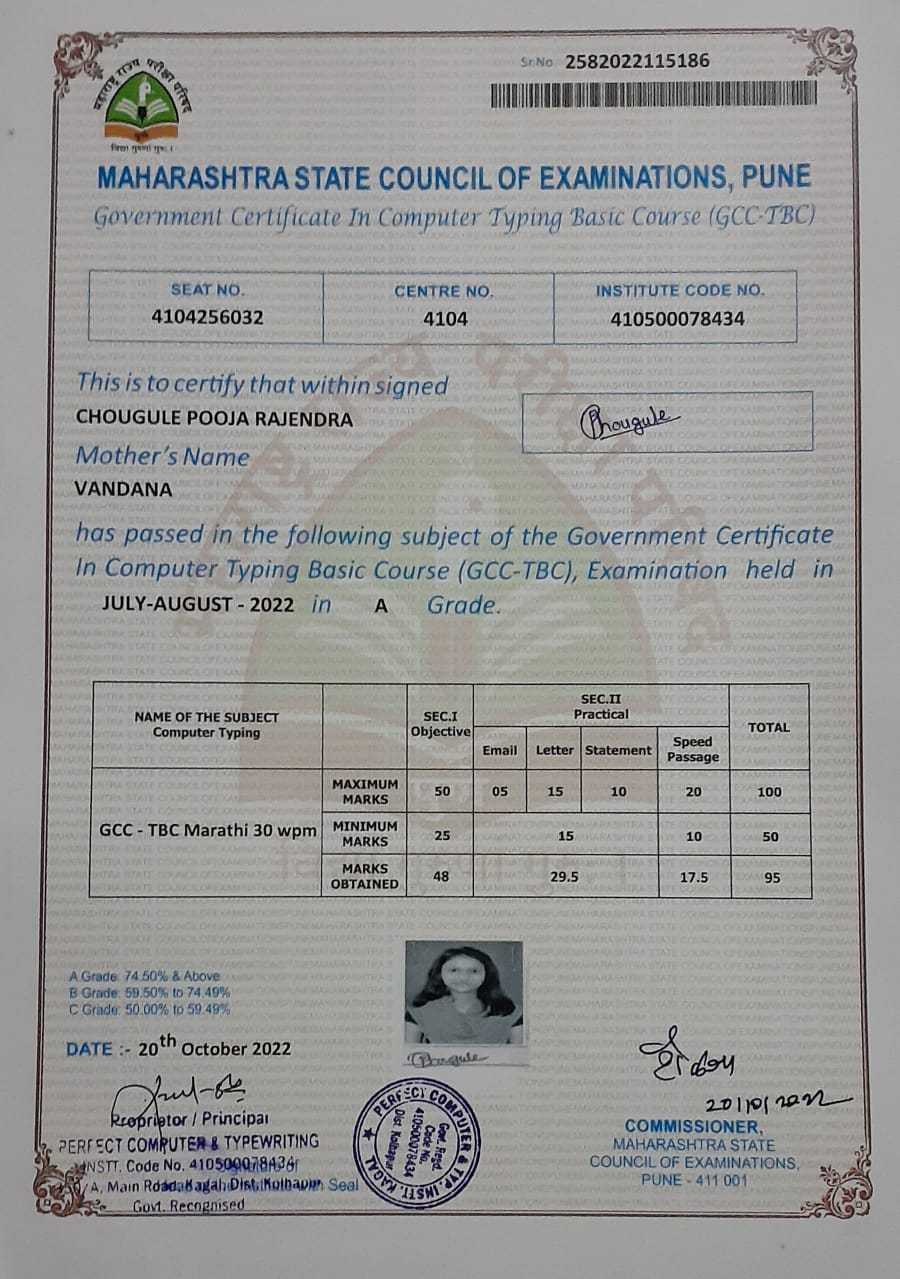 Sr.No 2582022115186
महाराष्ट्र राज्य परीक्षा परिषद
पुणे
MAHARASHTRA STATE COUNCIL OF EXAMINATIONS, PUNE
Government Certificate In Computer Typing Basic Course (GCC-TBC)
SEAT NO. CENTRE NO. INSTITUTE CODE NO.
4104256032 4104 410500078434
This is to certify that within signed
CHOUGULE POOJA RAJENDRA
Chougule
Mother's Name
VANDANA
has passed in the following subject of the Government Certificate
In Computer Typing Basic Course (GCC-TBC), Examination held in
JULY-AUGUST - 2022 in A Grade.
NAME OF THE SUBJECT
Computer Typing
SEC.I
Objective
SEC.II
Practical
Email Letter Statement Speed
Passage
TOTAL
MAXIMUM
MARKS
50 05 15 10 20 100
GCC - TBC Marathi 30 wpm
MINIMUM
MARKS
25 15 10 50
MARKS
OBTAINED
48 29.5 17.5 95
A Grade: 74.50% & Above
B Grade: 59.50% to 74.49%
C Grade: 50.00% to 59.49%
DATE :- 20th October 2022
Chougule
Proprietor / Principal
PERFECT COMPUTER & TYPEWRITING
INSTT. Code No. 410500078434
A, Main Road, Kagal, Dist. Kolhapur
Seal
Govt. Recognised
PERFECT COMPUTER & TYP. INSTT. KAGAL
Govt. Regd.
Code No.
410500078434
Dist. Kolhapur
20/10/2022
COMMISSIONER,
MAHARASHTRA STATE
COUNCIL OF EXAMINATIONS,
PUNE - 411 001